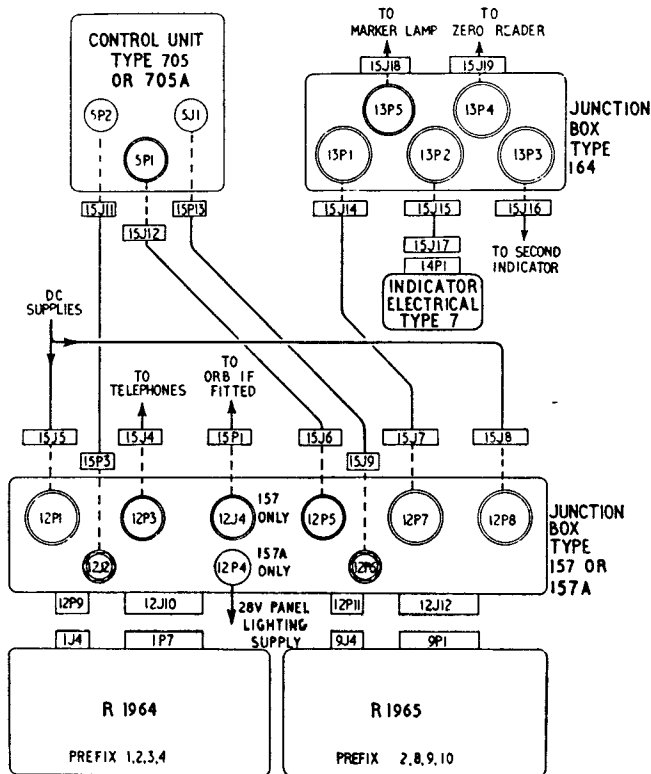 CONTROL UNIT
TYPE 705
OR 705A
5P2
5J1
5P1
15J11
15P13
15J12
TO
MARKER LAMP
TO
ZERO READER
15J18
15J19
13P5
13P4
13P1
13P2
13P3
JUNCTION
BOX
TYPE
164
15J14
15J15
15J16
15J17
14P1
TO SECOND
INDICATOR
INDICATOR
ELECTRICAL
TYPE 7
DC
SUPPLIES
TO
TELEPHONES
TO
ORB IF
FITTED
15J5
15P3
15J4
15P1
15J6
15J9
15J7
15J8
12P1
12P3
12J4
157
ONLY
12P5
12P7
12P8
12J2
12P4
157A
ONLY
12P6
JUNCTION
BOX
TYPE
157 OR
157A
12P9
12J10
28V PANEL
LIGHTING
SUPPLY
12P11
12J12
1J4
1P7
9J4
9P1
R 1964
PREFIX 1,2,3,4
R 1965
PREFIX 2,8,9,10